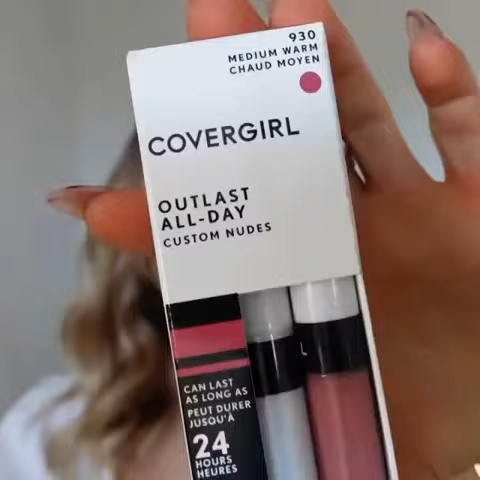 930
MEDIUM WARM
CHAUD MOYEN
COVERGIRL
OUTLAST
ALL-DAY
CUSTOM NUDES
CAN LAST
AS LONG AS
PEUT DURER
JUSQU'À
24
HOURS
HEURES